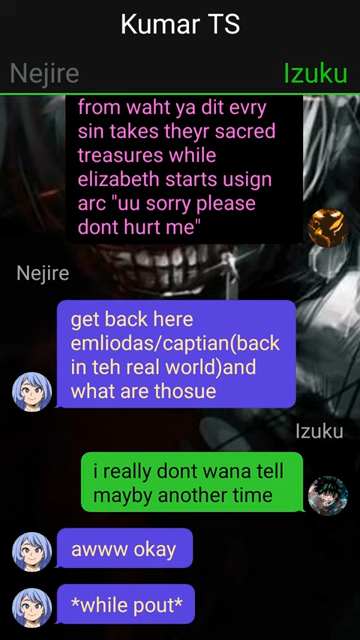 Kumar TS
Nejire
Izuku
from waht ya dit evry
sin takes theyr sacred
treasures while
elizabeth starts usign
arc "uu sorry please
dont hurt me"
Nejire
get back here
emliodas/captian(back
in teh real world)and
what are thosue
Izuku
i really dont wana tell
mayby another time
awww okay
*while pout*